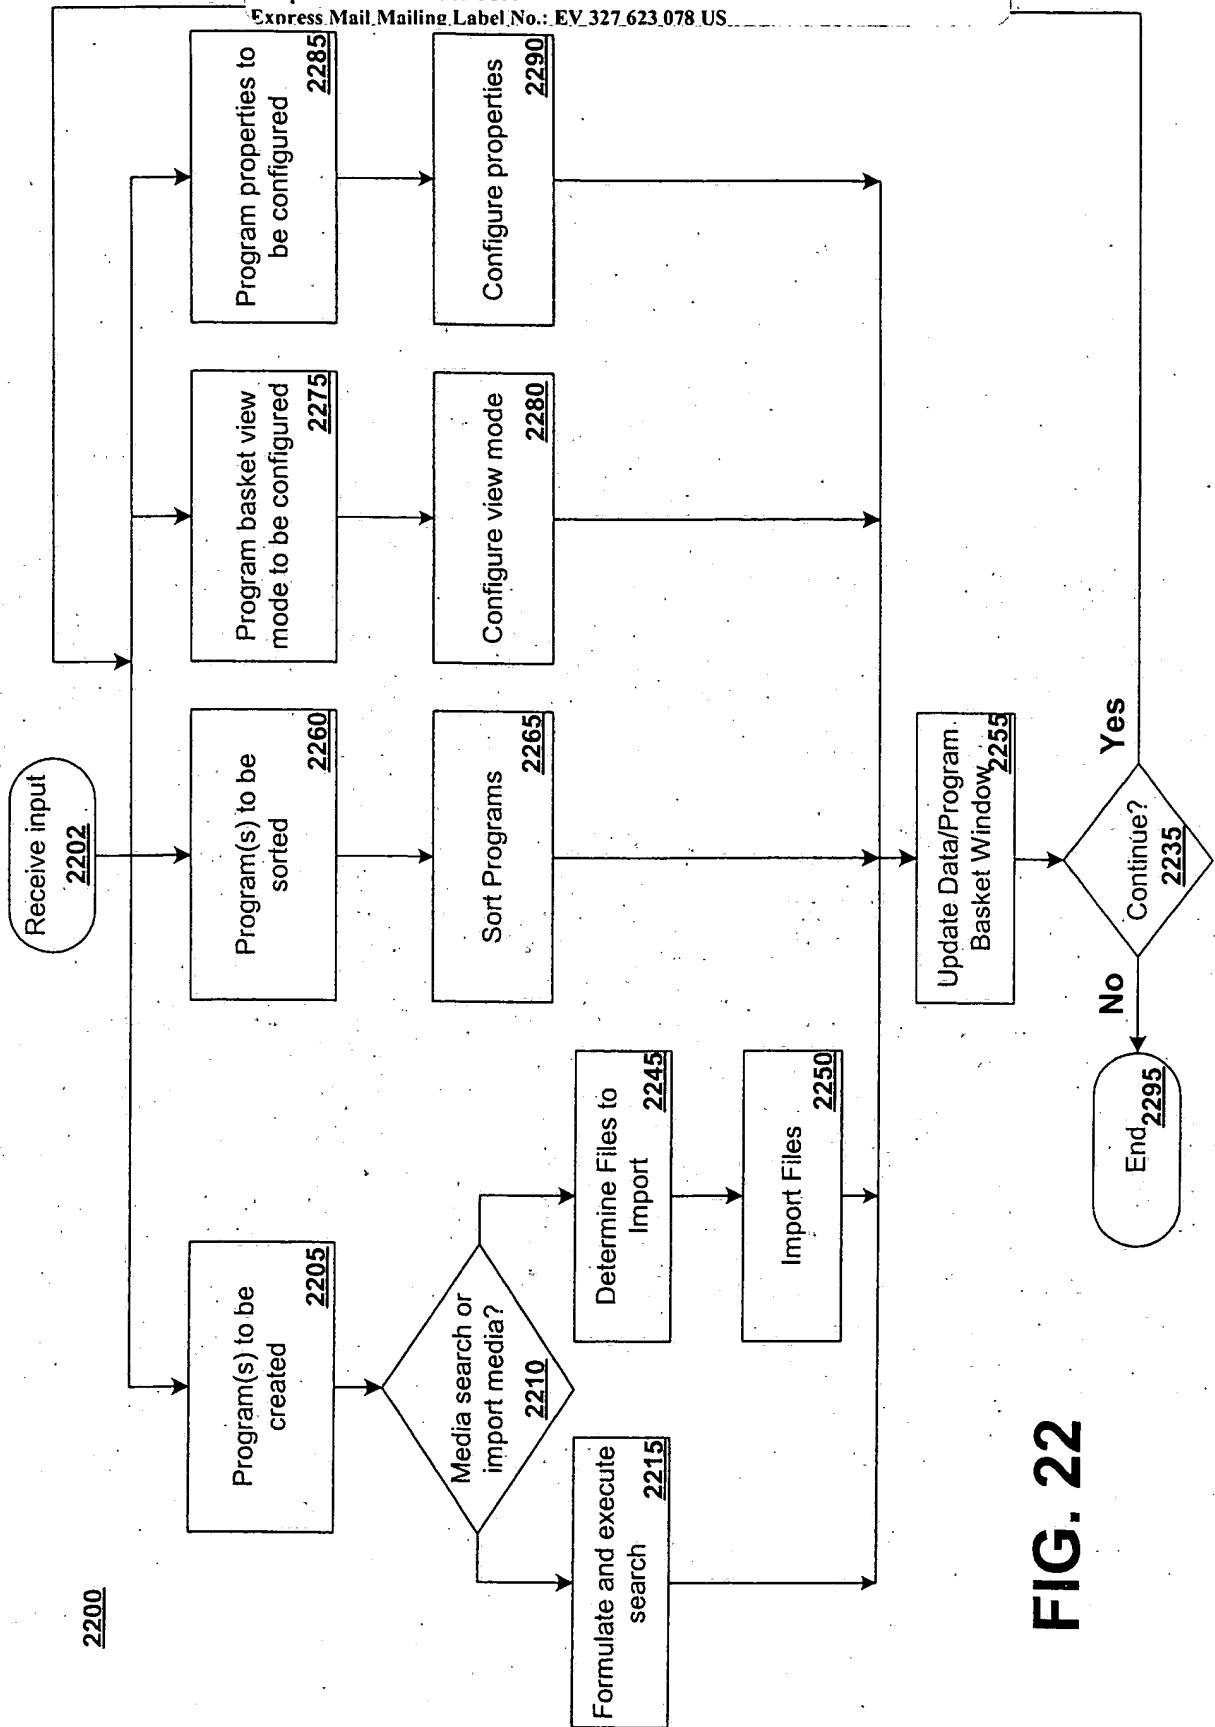 Express Mail Mailing Label No.: EV 327 623 078 US
2200
Receive input
2202
Program(s) to be
created
2205
Program(s) to be
sorted
2260
Program basket view
mode to be configured
2275
Program properties to
be configured
2285
Media search or
import media?
2210
Sort Programs
2265
Configure view mode
2280
Configure properties
2290
Formulate and execute
search
2215
Determine Files to
Import
2245
Import Files
2250
Update Data/Program
Basket Window
2255
Continue?
2235
Yes
No
End
2295
FIG. 22